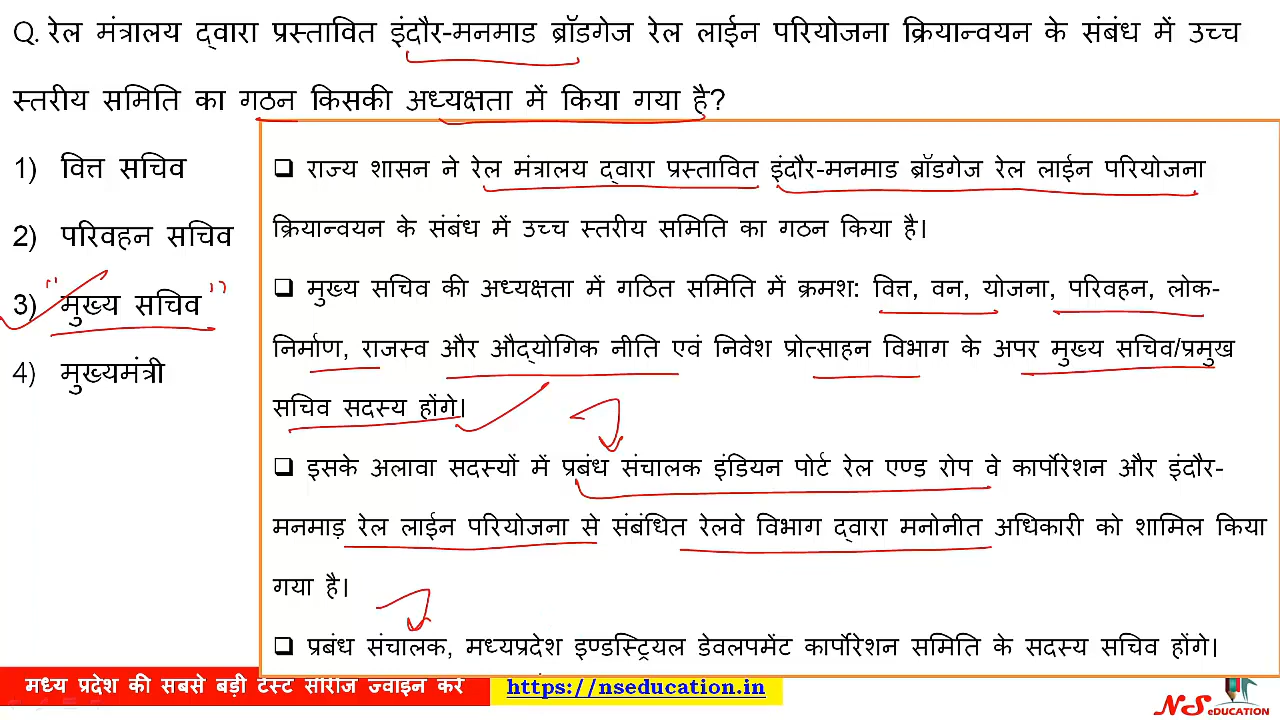 Q. रेल मंत्रालय द्वारा प्रस्तावित इंदौर-मनमाड ब्रॉडगेज रेल लाईन परियोजना क्रियान्वयन के संबंध में उच्च
स्तरीय समिति का गठन किसकी अध्यक्षता में किया गया है?
1) वित्त सचिव
2) परिवहन सचिव
3) मुख्य सचिव
4) मुख्यमंत्री
❑ राज्य शासन ने रेल मंत्रालय द्वारा प्रस्तावित इंदौर-मनमाड ब्रॉडगेज रेल लाईन परियोजना
क्रियान्वयन के संबंध में उच्च स्तरीय समिति का गठन किया है।
❑ मुख्य सचिव की अध्यक्षता में गठित समिति में क्रमश: वित्त, वन, योजना, परिवहन, लोक-
निर्माण, राजस्व और औद्योगिक नीति एवं निवेश प्रोत्साहन विभाग के अपर मुख्य सचिव/प्रमुख
सचिव सदस्य होंगे।
❑ इसके अलावा सदस्यों में प्रबंध संचालक इंडियन पोर्ट रेल एण्ड रोप वे कार्पोरेशन और इंदौर-
मनमाड़ रेल लाईन परियोजना से संबंधित रेलवे विभाग द्वारा मनोनीत अधिकारी को शामिल किया
गया है।
❑ प्रबंध संचालक, मध्यप्रदेश इण्डस्ट्रियल डेवलपमेंट कार्पोरेशन समिति के सदस्य सचिव होंगे।
मध्य प्रदेश की सबसे बड़ी टेस्ट सीरीज ज्वाइन करे
https://nseducation.in
NS eDUCATION